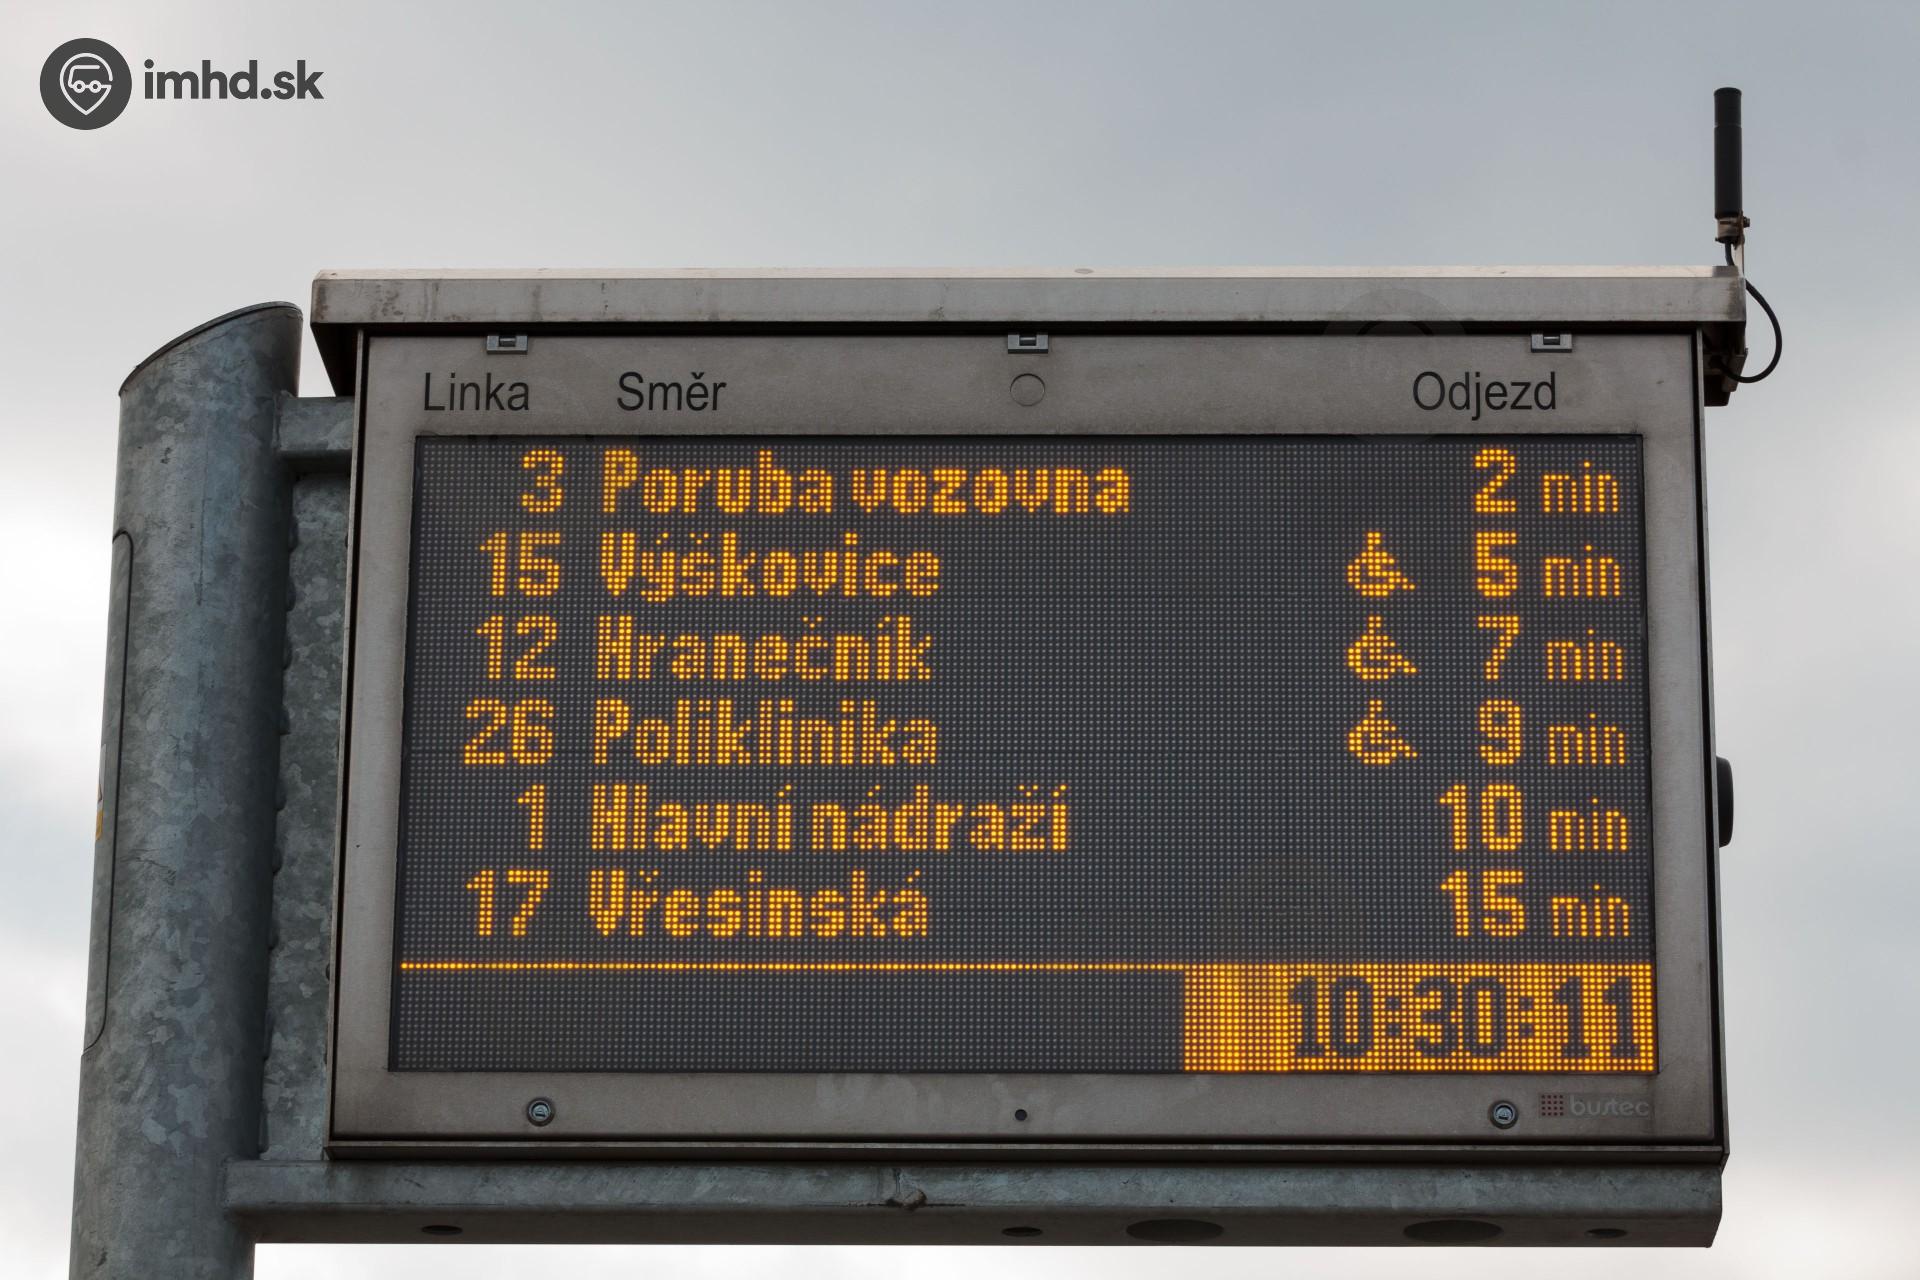 imhd.sk
Linka Směr Odjezd
3 Poruba vozovna 2 min
15 Výškovice 5 min
12 Hranečník 7 min
26 Poliklinika 9 min
1 Hlavní nádraží 10 min
17 Vřesinská 15 min
10:30:11
bustec